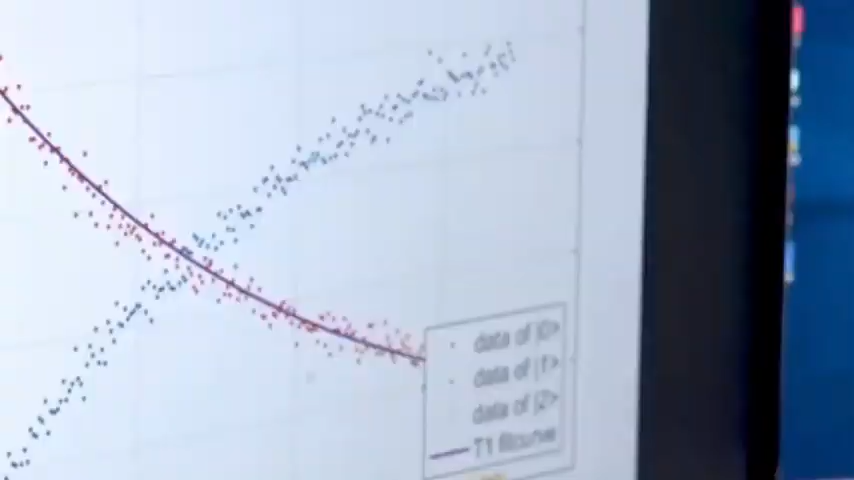 data of |0>
data of |1>
data of |2>
T1 fitcurve